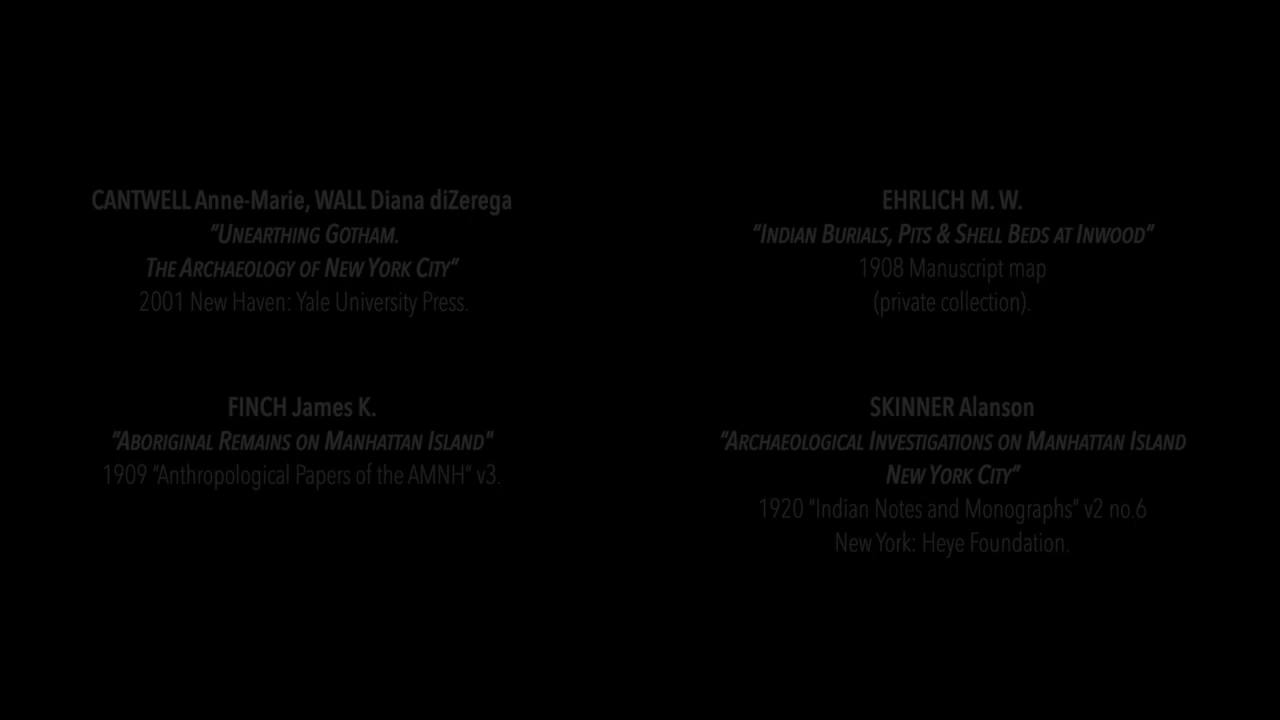 CANTWELL Anne-Marie, WALL Diana diZerega
“UNEARTHING GOTHAM.
THE ARCHAEOLOGY OF NEW YORK CITY”
2001 New Haven: Yale University Press.
EHRLICH M. W.
“INDIAN BURIALS, PITS & SHELL BEDS AT INWOOD”
1908 Manuscript map
(private collection).
FINCH James K.
“ABORIGINAL REMAINS ON MANHATTAN ISLAND"
1909 “Anthropological Papers of the AMNH” v3.
SKINNER Alanson
“ARCHAEOLOGICAL INVESTIGATIONS ON MANHATTAN ISLAND
NEW YORK CITY”
1920 “Indian Notes and Monographs” v2 no.6
New York: Heye Foundation.